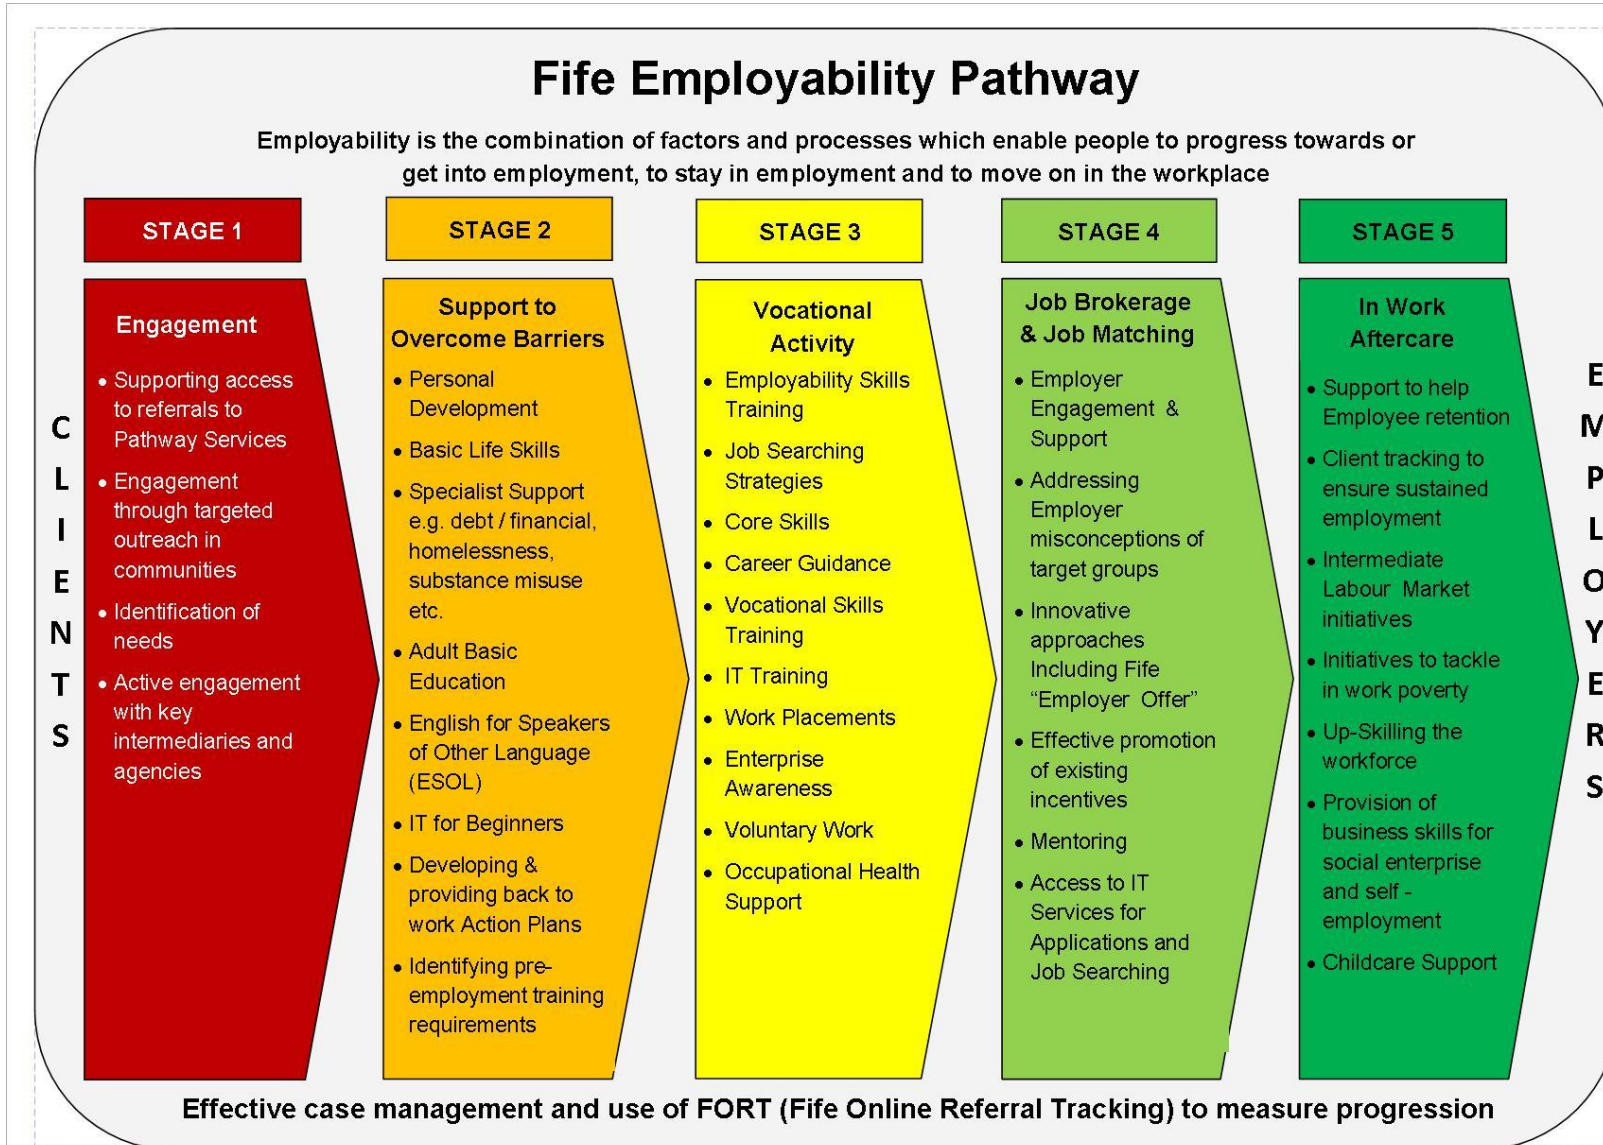 Fife Employability Pathway
Employability is the combination of factors and processes which enable people to progress towards or
get into employment, to stay in employment and to move on in the workplace
CLIENTS
STAGE 1
Engagement
• Supporting access
to referrals to
Pathway Services
• Engagement
through targeted
outreach in
communities
• Identification of
needs
• Active engagement
with key
intermediaries and
agencies
STAGE 2
Support to
Overcome Barriers
• Personal
Development
• Basic Life Skills
• Specialist Support
e.g. debt / financial,
homelessness,
substance misuse
etc.
• Adult Basic
Education
• English for Speakers
of Other Language
(ESOL)
• IT for Beginners
• Developing &
providing back to
work Action Plans
• Identifying pre-
employment training
requirements
STAGE 3
Vocational
Activity
• Employability Skills
Training
• Job Searching
Strategies
• Core Skills
• Career Guidance
• Vocational Skills
Training
• IT Training
• Work Placements
• Enterprise
Awareness
• Voluntary Work
• Occupational Health
Support
STAGE 4
Job Brokerage
& Job Matching
• Employer
Engagement &
Support
• Addressing
Employer
misconceptions of
target groups
• Innovative
approaches
Including Fife
“Employer Offer”
• Effective promotion
of existing
incentives
• Mentoring
• Access to IT
Services for
Applications and
Job Searching
STAGE 5
In Work
Aftercare
• Support to help
Employee retention
• Client tracking to
ensure sustained
employment
• Intermediate
Labour Market
initiatives
• Initiatives to tackle
in work poverty
• Up-Skilling the
workforce
• Provision of
business skills for
social enterprise
and self -
employment
• Childcare Support
EMPLOYERS
Effective case management and use of FORT (Fife Online Referral Tracking) to measure progression